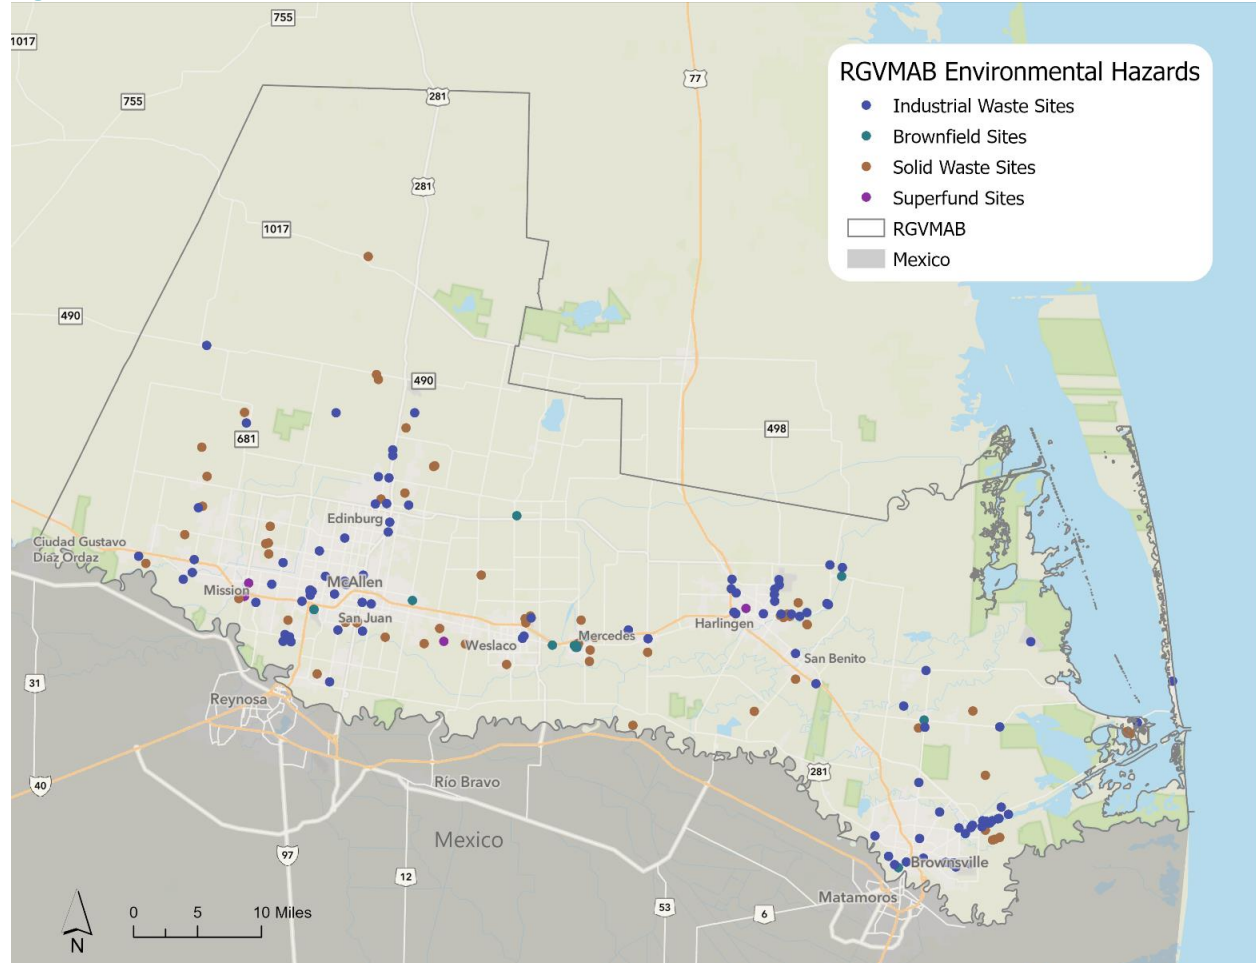 755
1017
77
RGVMAB Environmental Hazards
755
281
Industrial Waste Sites
Brownfield Sites
Solid Waste Sites
281
Superfund Sites
1017
RGVMAB
Mexico
490
490
498
681
Edinburg
Ciudad Gustavo
Díaz Ordaz
McAllen
Mission
San Juan
Harlingen
Mercedes
Weslaco
San Benito
31
Reynosa
281
40
Río Bravo
Mexico
97
Brownsville
12
Matamoros
53
6
0 5 10 Miles
N